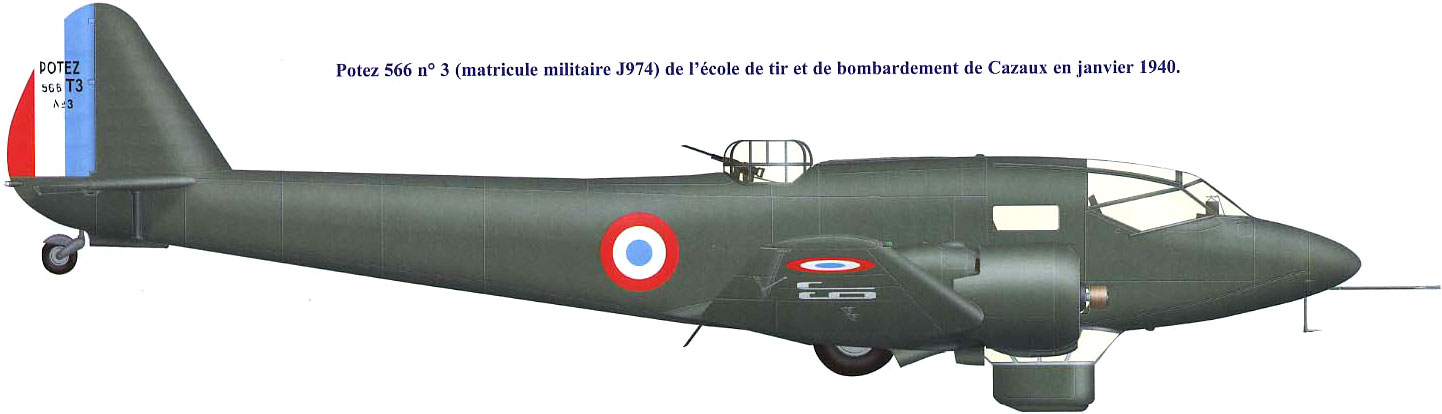 Potez 566 n° 3 (matricule militaire J974) de l’école de tir et de bombardement de Cazaux en janvier 1940.
POTEZ
566 T3